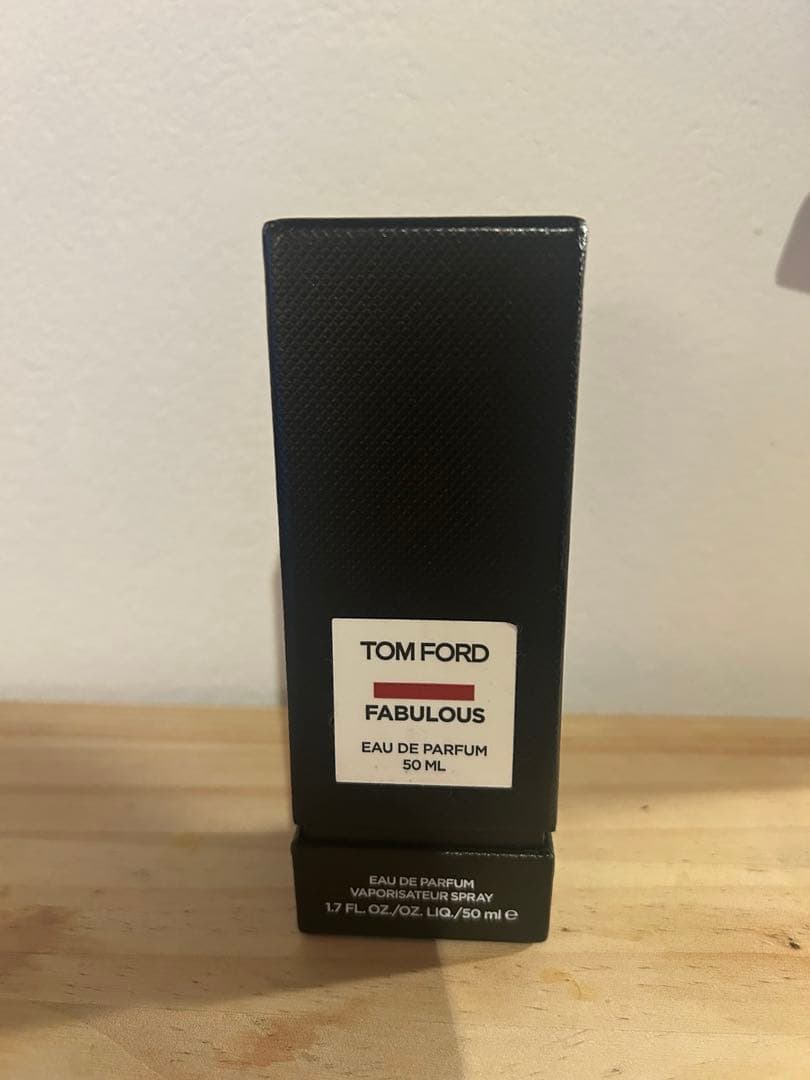 TOM FORD
FABULOUS
EAU DE PARFUM
50 ML
EAU DE PARFUM
VAPORISATEUR SPRAY
1.7 FL. OZ./OZ. LIQ./50 ml ℮